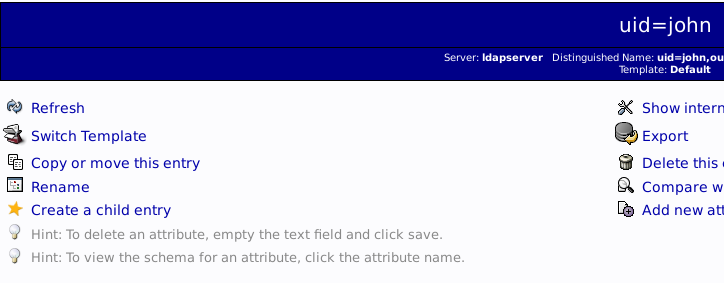 uid=john
Server: ldapserver Distinguished Name: uid=john,ou
Template: Default
Refresh
Show intern
Switch Template
Export
Copy or move this entry
Delete this
Rename
Compare w
Create a child entry
Add new att
Hint: To delete an attribute, empty the text field and click save.
Hint: To view the schema for an attribute, click the attribute name.